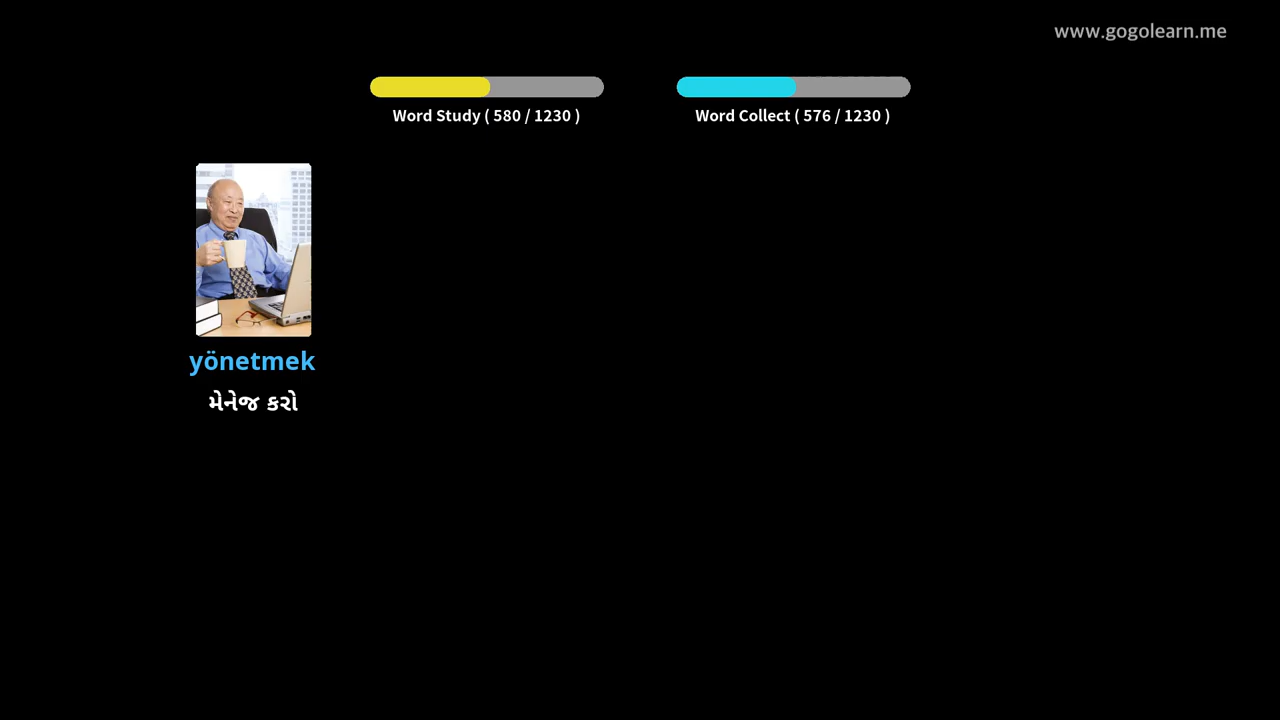 www.gogolearn.me
Word Study ( 580 / 1230 )
Word Collect ( 576 / 1230 )
yönetmek
મેનેજ કરો